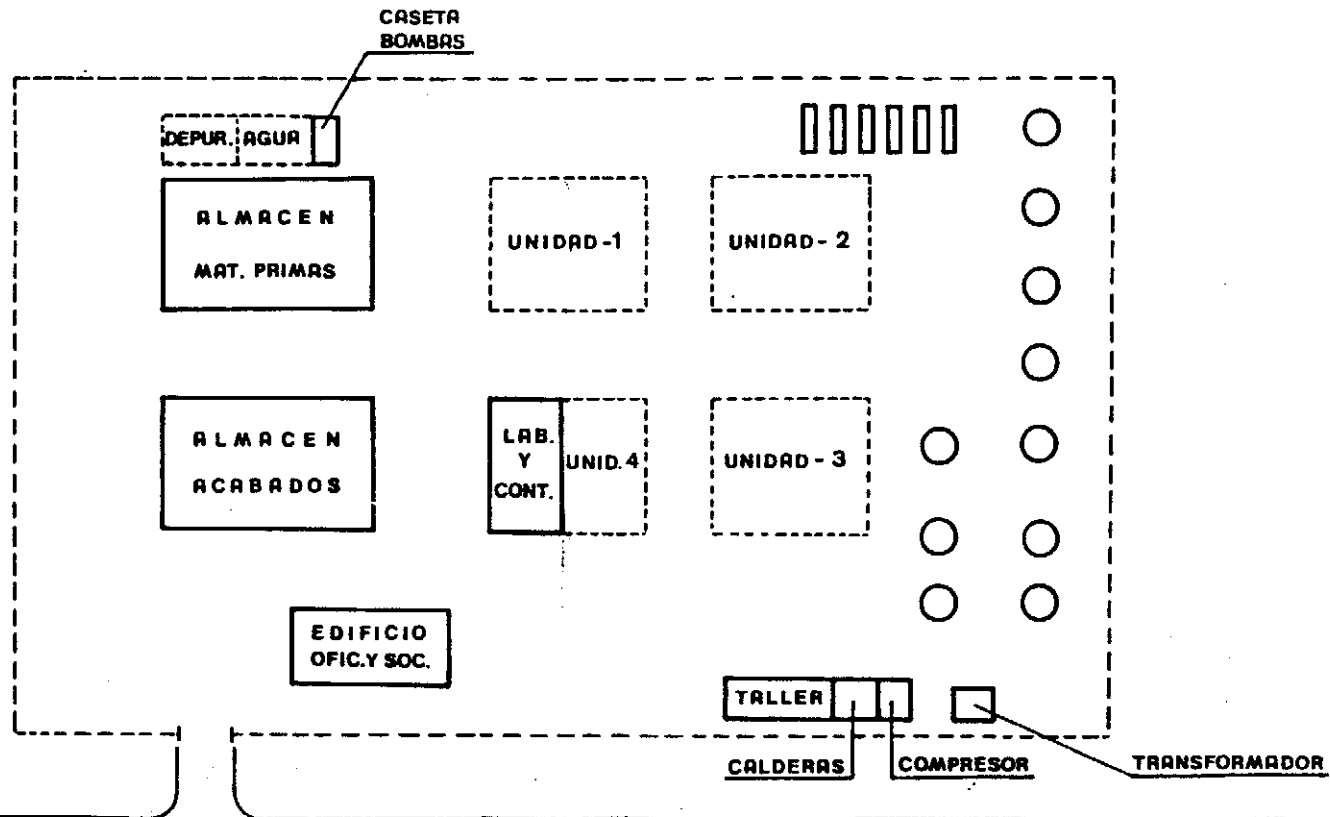 CASETA
BOMBAS
DEPUR. AGUA
ALMACEN
MAT. PRIMAS
UNIDAD-1
UNIDAD-2
ALMACEN
ACABADOS
LAB.
Y
CONT.
UNID.4
UNIDAD-3
EDIFICIO
OFIC.Y SOC.
TALLER
CALDERAS
COMPRESOR
TRANSFORMADOR